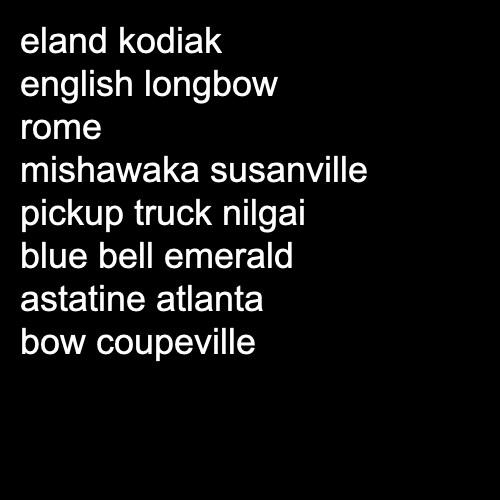 eland kodiak
english longbow
rome
mishawaka susanville
pickup truck nilgai
blue bell emerald
astatine atlanta
bow coupeville